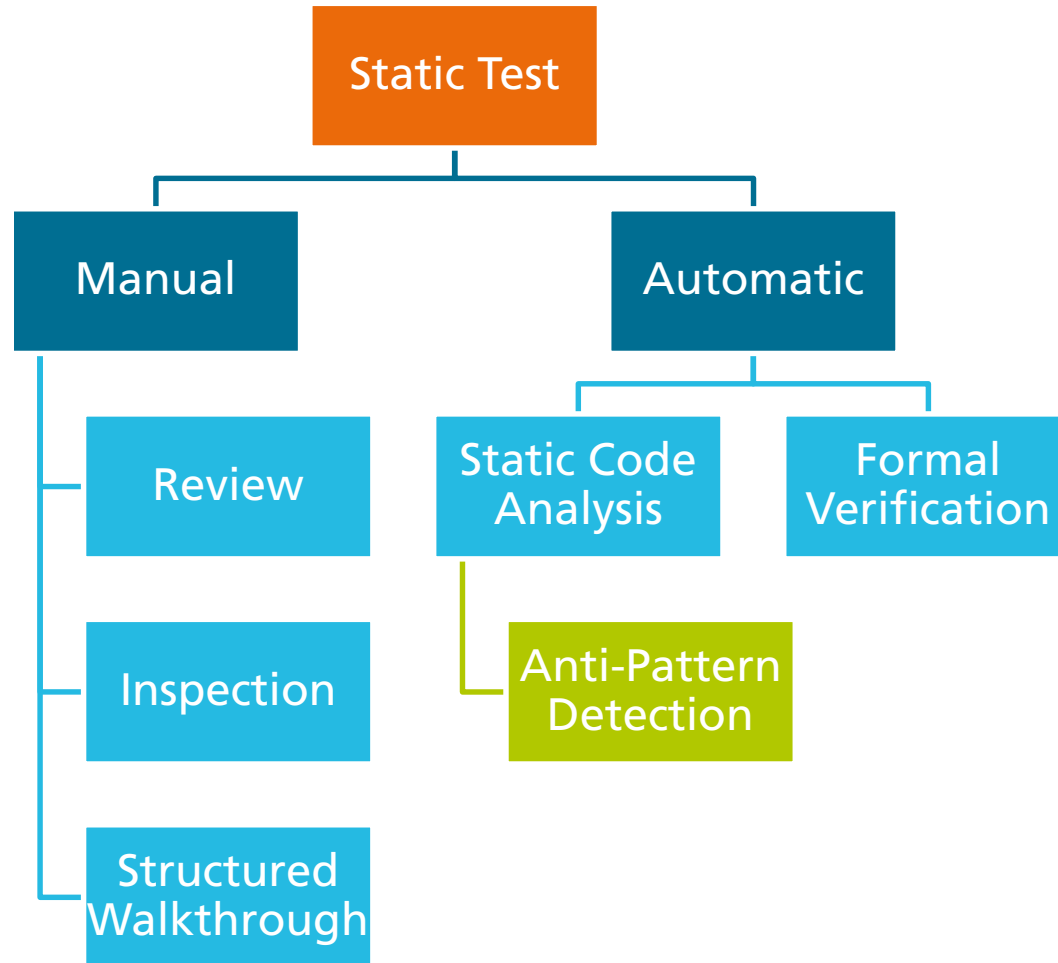 Static Test
Manual
Automatic
Review
Static Code
Analysis
Formal
Verification
Inspection
Anti-Pattern
Detection
Structured
Walkthrough